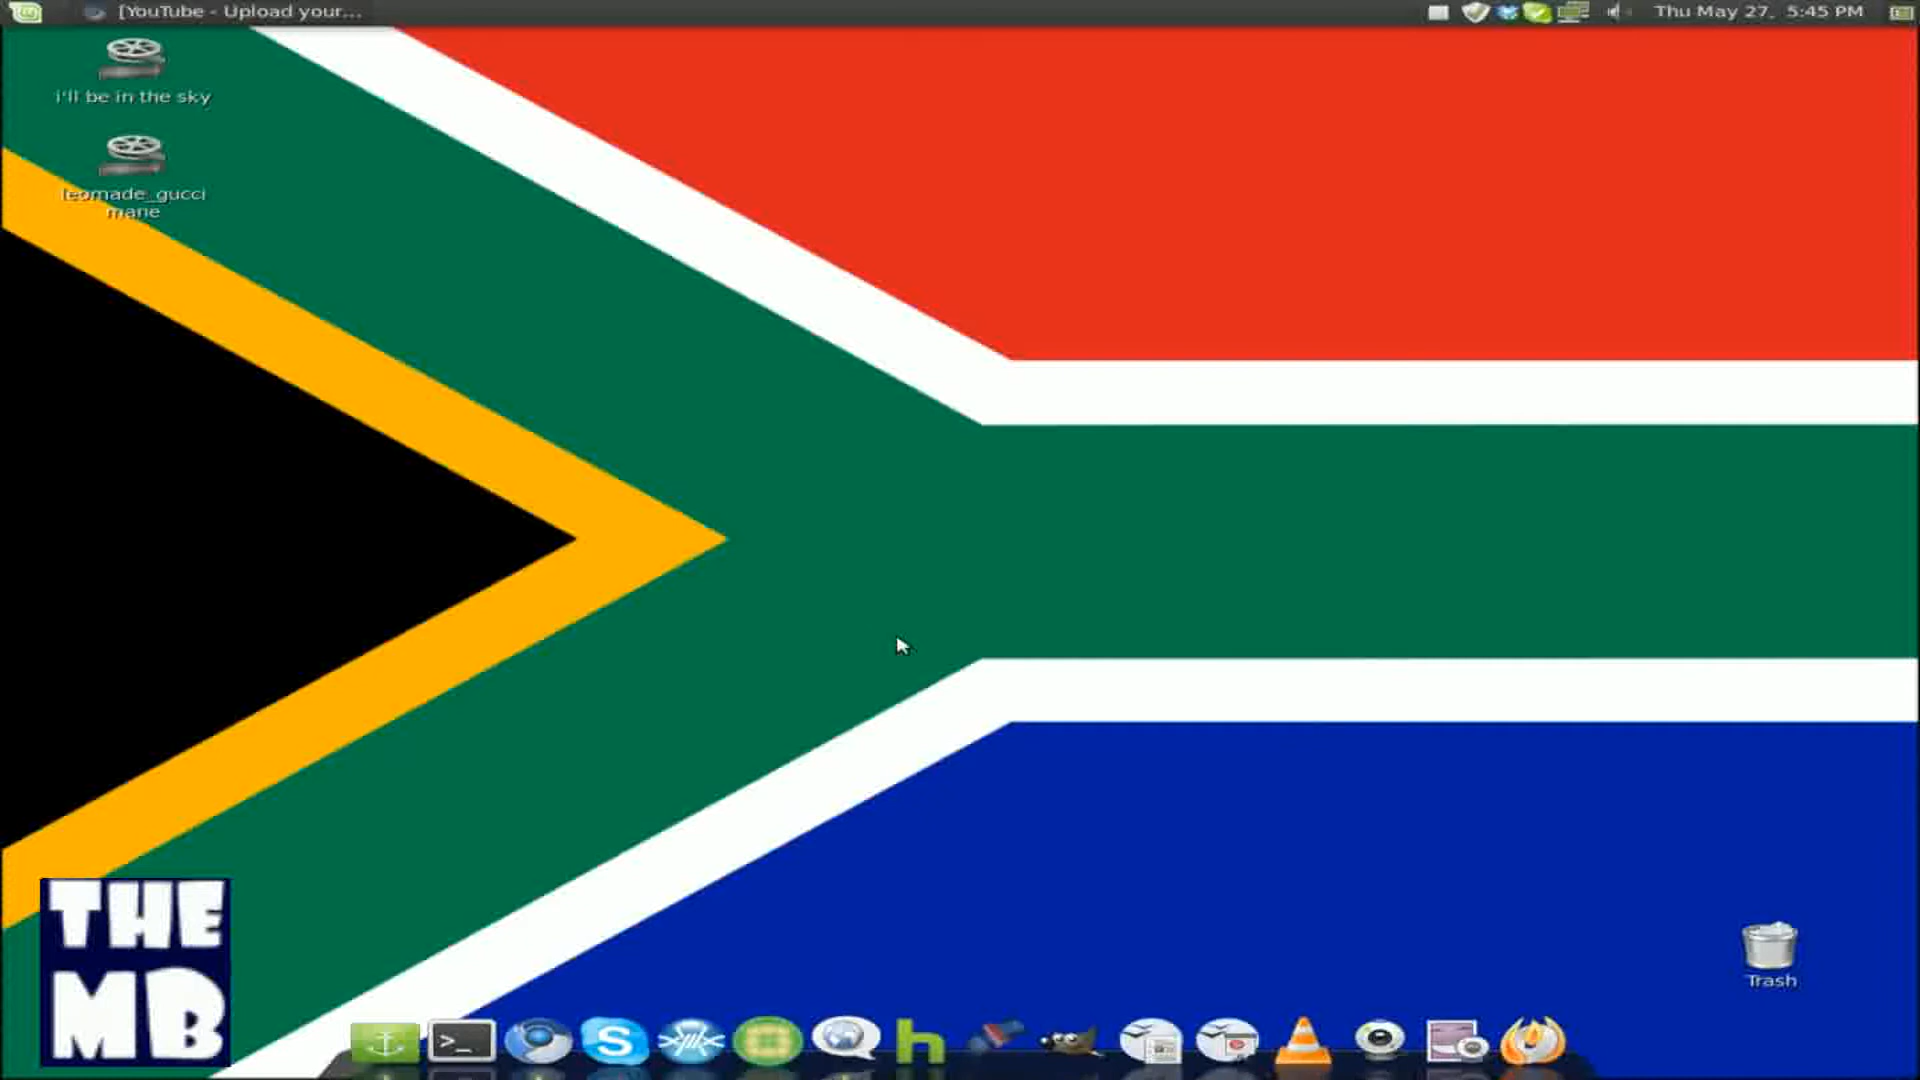 [YouTube - Upload your...
Thu May 27, 5:45 PM
i'll be in the sky
leomade_gucci
mane
THE
MB
Trash
>_
S
h